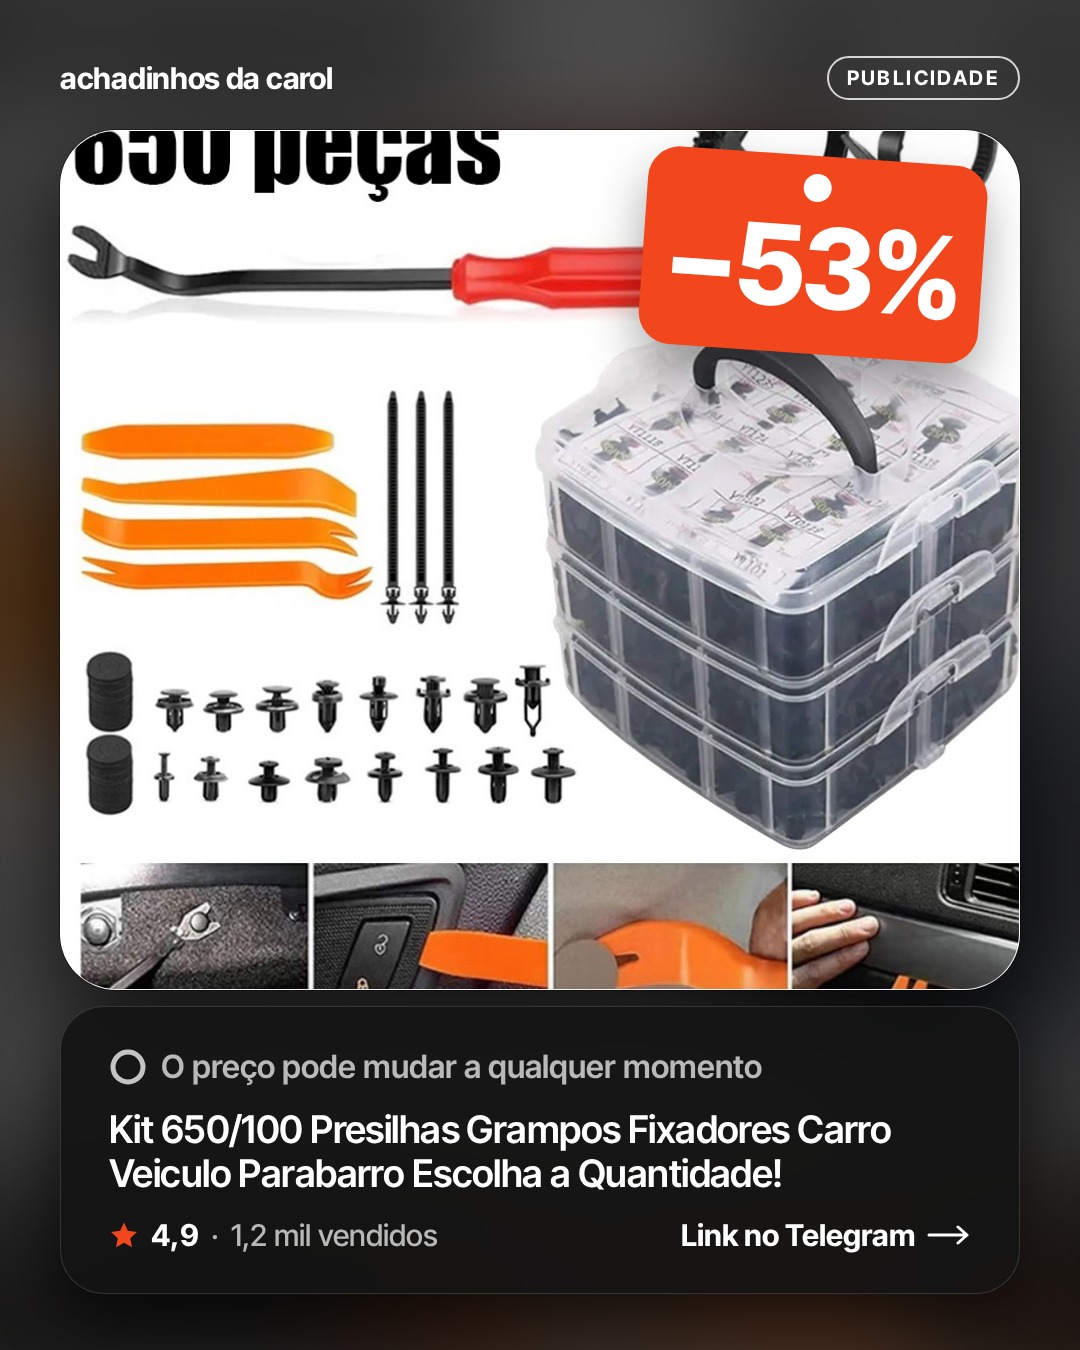 achadinhos da carol
PUBLICIDADE
650 peças
−53%
O preço pode mudar a qualquer momento
Kit 650/100 Presilhas Grampos Fixadores Carro
Veiculo Parabarro Escolha a Quantidade!
4,9 · 1,2 mil vendidos
Link no Telegram →